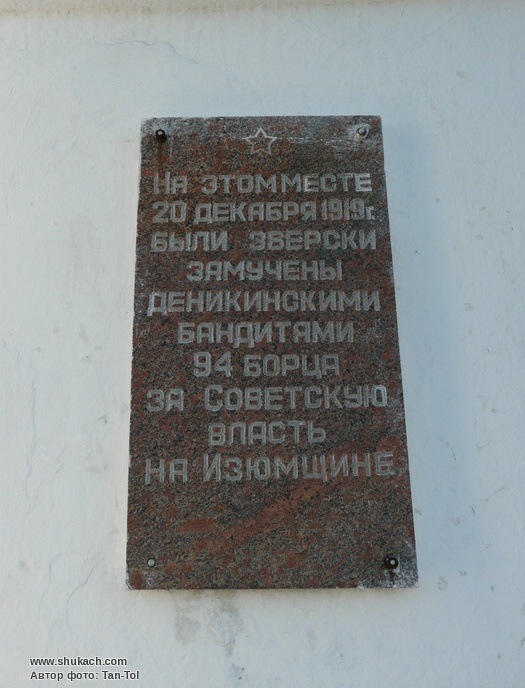 На этом месте
20 декабря 1919г.
были зверски
замучены
деникинскими
бандитами
94 борца
за Советскую
власть
на Изюмщине
www.shukach.com
Автор фото: Tan-Tol